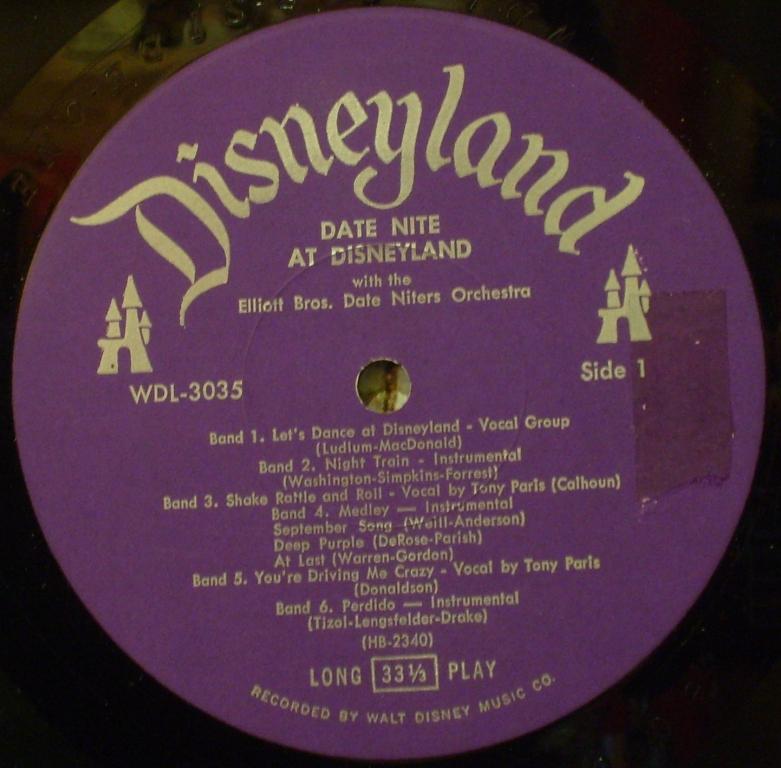 Disneyland
DATE NITE
AT DISNEYLAND
with the
Elliott Bros. Date Niters Orchestra
WDL-3035
Side 1
Band 1. Let's Dance at Disneyland - Vocal Group
(Ludlum-MacDonald)
Band 2. Night Train - Instrumental
(Washington-Simpkins-Forrest)
Band 3. Shake Rattle and Roll - Vocal by Tony Paris (Calhoun)
Band 4. Medley — Instrumental
September Song (Weill-Anderson)
Deep Purple (DeRose-Parish)
At Last (Warren-Gordon)
Band 5. You're Driving Me Crazy - Vocal by Tony Paris
(Donaldson)
Band 6. Perdido — Instrumental
(Tizol-Lengsfelder-Drake)
(HB-2340)
LONG 33⅓ PLAY
RECORDED BY WALT DISNEY MUSIC CO.